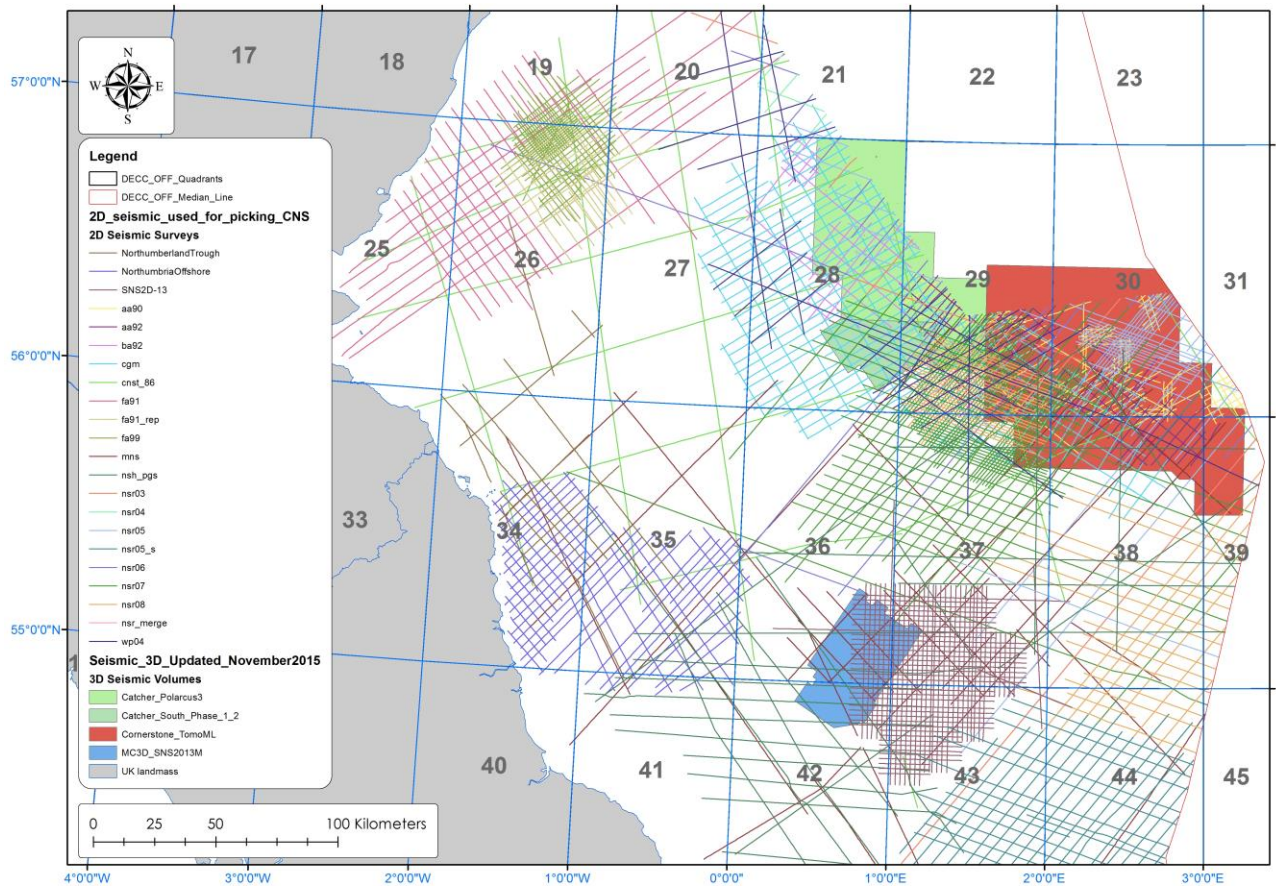 17
18
19
20
21
22
23
57°0'0"N
N
W
E
S
Legend
DECC_OFF_Quadrants
DECC_OFF_Median_Line
2D_seismic_used_for_picking_CNS
2D Seismic Surveys
NorthumberlandTrough
NorthumbriaOffshore
SNS2D-13
aa90
aa92
ba92
cgm
cnst_86
fa91
fa91_rep
fa99
mns
nsh_pgs
nsr03
nsr04
nsr05
nsr05_s
nsr06
nsr07
nsr08
nsr_merge
wp04
Seismic_3D_Updated_November2015
3D Seismic Volumes
Catcher_Polarcus3
Catcher_South_Phase_1_2
Cornerstone_TomoML
MC3D_SNS2013M
UK landmass
25
26
27
28
29
30
31
56°0'0"N
33
34
35
36
37
38
39
55°0'0"N
40
41
42
43
44
45
0 25 50 100 Kilometers
4°0'0"W 3°0'0"W 2°0'0"W 1°0'0"W 0°0'0" 1°0'0"E 2°0'0"E 3°0'0"E